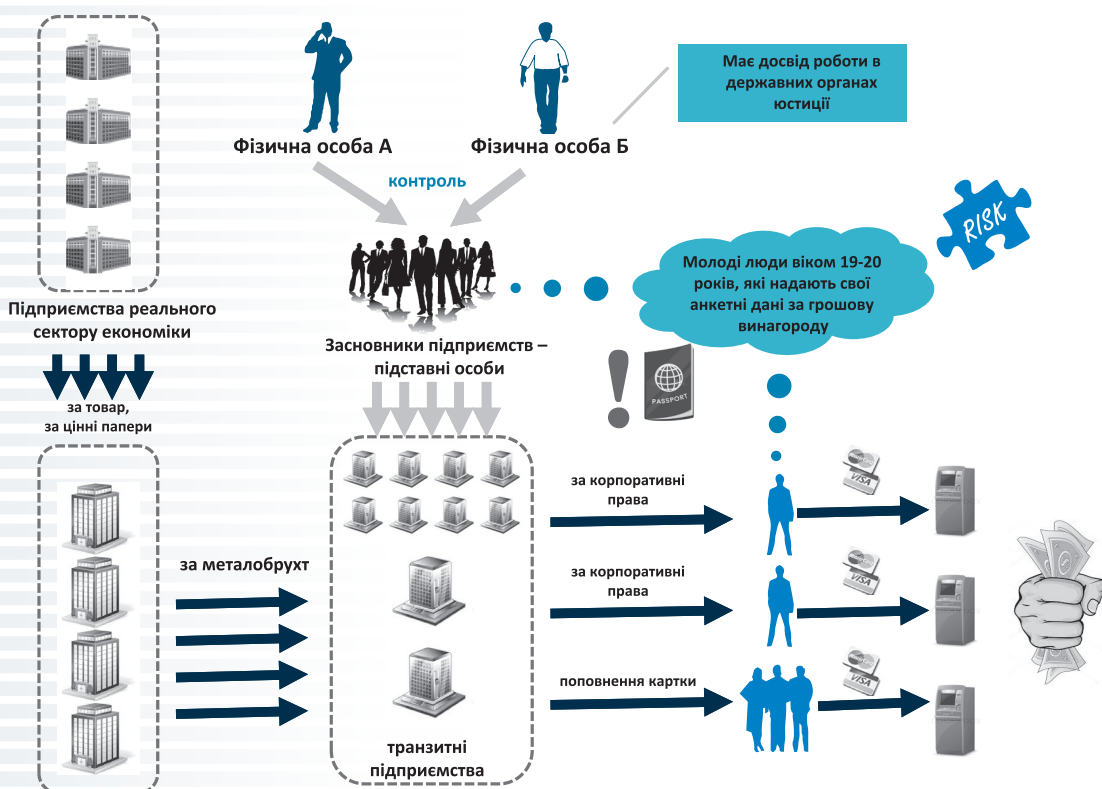 Має досвід роботи в
державних органах
юстиції
Фізична особа А
Фізична особа Б
контроль
RISK
Молоді люди віком 19-20
років, які надають свої
анкетні дані за грошову
винагороду
Підприємства реального
сектору економіки
Засновники підприємств –
підставні особи
PASSPORT
за товар,
за цінні папери
за корпоративні
права
VISA
за металобрухт
за корпоративні
права
VISA
поповнення картки
VISA
транзитні
підприємства